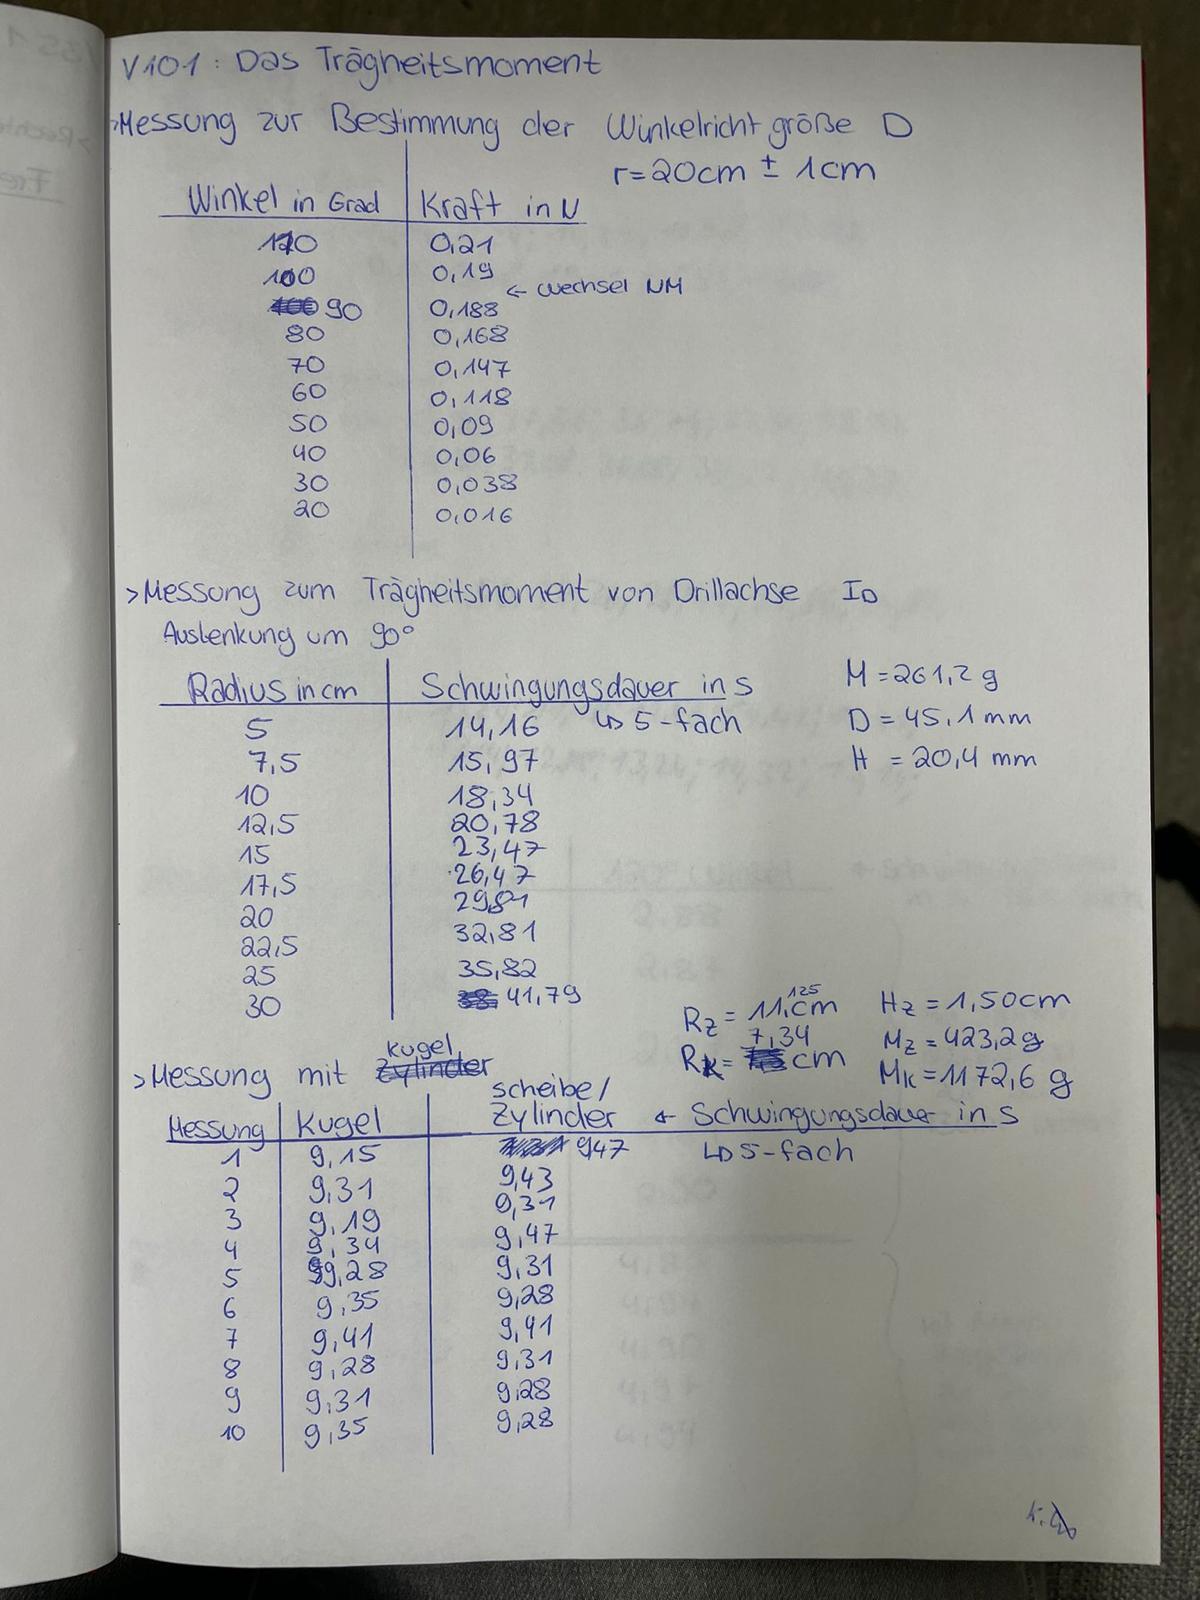 V101: Das Trägheitsmoment
>Messung zur Bestimmung der Winkelrichtgröße D
r=20cm ± 1cm
Winkel in Grad Kraft in N
0,21
100 0,19
← Wechsel NM
90 0,188
80 0,168
70 0,147
60 0,118
50 0,09
40 0,06
30 0,038
20 0,016
>Messung zum Trägheitsmoment von Drillachse I_D
Auslenkung um 90°
Radius in cm Schwingungsdauer in s
↳ 5-fach
M = 261,2 g
D = 45,1 mm
H = 20,4 mm
5 14,16
7,5 15,97
10 18,34
12,5 20,78
15 23,47
17,5 26,47
20 29,81
22,5 32,81
25 35,82
30 41,79
R_Z = 11,125 cm H_Z = 1,50cm
R_K = 7,34 cm M_Z = 423,2g
M_K = 1172,6 g
>Messung mit Kugel Zylinder
Messung Kugel Scheibe/Zylinder ← Schwingungsdauer in s
↳ 5-fach
1 9,15 9,47
2 9,31 9,43
3 9,19 9,31
4 9,34 9,47
5 9,28 9,31
6 9,35 9,28
7 9,41 9,41
8 9,28 9,31
9 9,31 9,28
10 9,35 9,28